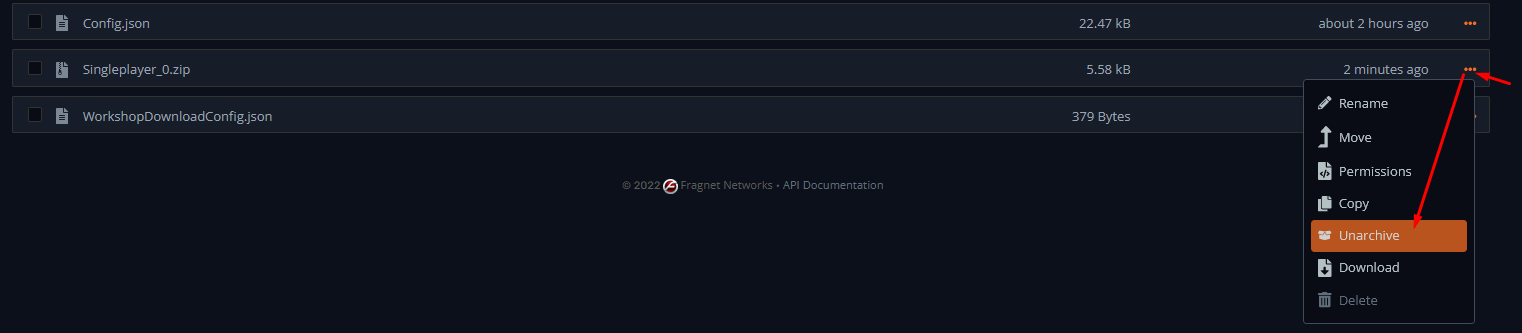 Config.json 22.47 kB about 2 hours ago
Singleplayer_0.zip 5.58 kB 2 minutes ago
Rename
WorkshopDownloadConfig.json 379 Bytes
Move
Permissions
© 2022 Fragnet Networks • API Documentation
Copy
Unarchive
Download
Delete